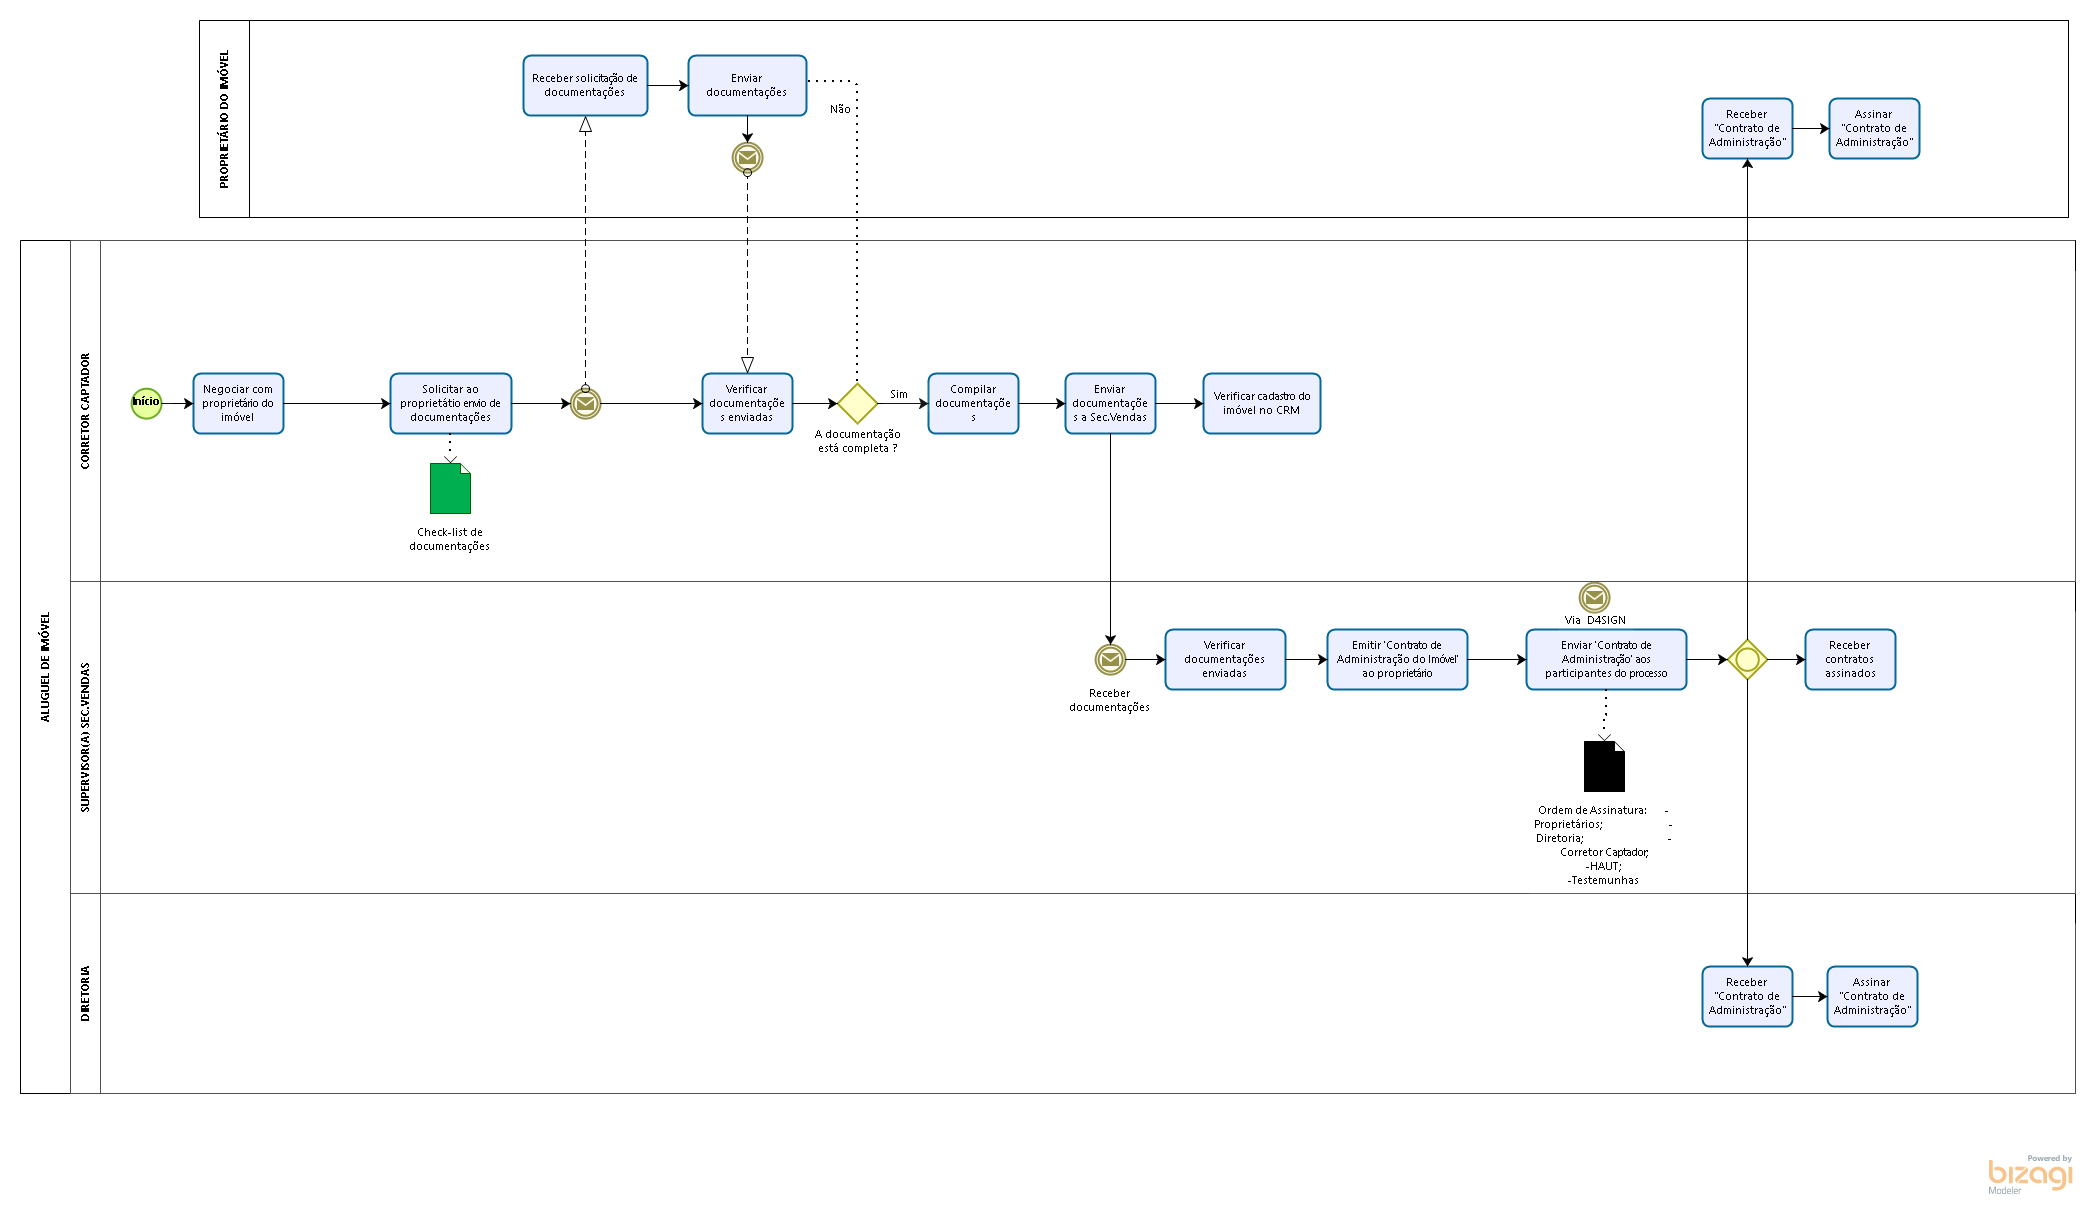 PROPRIETÁRIO DO IMÓVEL
Receber solicitação de
documentações
Enviar
documentações
Não
Receber
"Contrato de
Administração"
Assinar
"Contrato de
Administração"
ALUGUEL DE IMÓVEL
CORRETOR CAPTADOR
Início
Negociar com
proprietário do
imóvel
Solicitar ao
proprietátio envio de
documentações
Check-list de
documentações
Verificar
documentaçõe
s enviadas
A documentação
está completa ?
Sim
Compilar
documentaçõe
s
Enviar
documentaçõe
s a Sec.Vendas
Verificar cadastro do
imóvel no CRM
SUPERVISOR(A) SEC.VENDAS
Receber
documentações
Verificar
documentações
enviadas
Emitir 'Contrato de
Administração do Imóvel'
ao proprietário
Via D4SIGN
Enviar 'Contrato de
Administração' aos
participantes do processo
Ordem de Assinatura: -
Proprietários; -
Diretoria; -
Corretor Captador;
-HAUT;
-Testemunhas
Receber
contratos
assinados
DIRETORIA
Receber
"Contrato de
Administração"
Assinar
"Contrato de
Administração"
Powered by
bizagi
Modeler